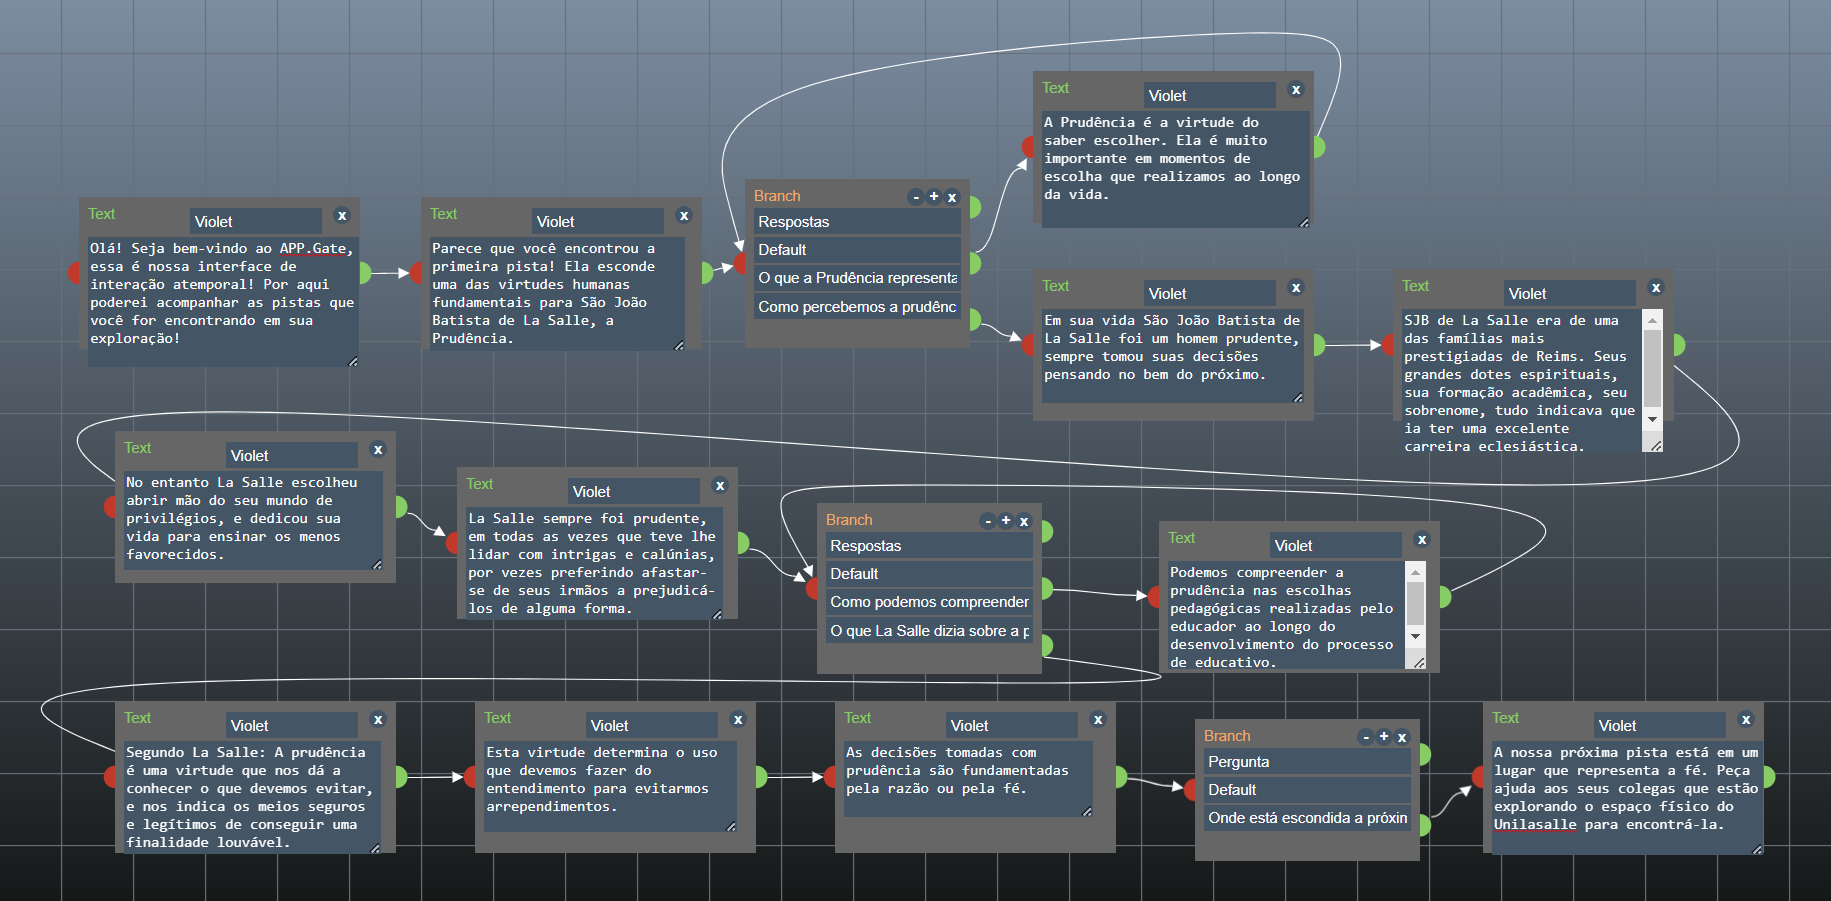 Text
Violet
x
Olá! Seja bem-vindo ao APP.Gate,
essa é nossa interface de
interação atemporal! Por aqui
poderei acompanhar as pistas que
você for encontrando em sua
exploração!
Text
Violet
x
Parece que você encontrou a
primeira pista! Ela esconde
uma das virtudes humanas
fundamentais para São João
Batista de La Salle, a
Prudência.
Branch
- + x
Respostas
Default
O que a Prudência representa
Como percebemos a prudênc
Text
Violet
x
A Prudência é a virtude do
saber escolher. Ela é muito
importante em momentos de
escolha que realizamos ao longo
da vida.
Text
Violet
x
Em sua vida São João Batista de
La Salle foi um homem prudente,
sempre tomou suas decisões
pensando no bem do próximo.
Text
Violet
x
SJB de La Salle era de uma
das famílias mais
prestigiadas de Reims. Seus
grandes dotes espirituais,
sua formação acadêmica, seu
sobrenome, tudo indicava que
ia ter uma excelente
carreira eclesiástica.
Text
Violet
x
No entanto La Salle escolheu
abrir mão do seu mundo de
privilégios, e dedicou sua
vida para ensinar os menos
favorecidos.
Text
Violet
x
La Salle sempre foi prudente,
em todas as vezes que teve lhe
lidar com intrigas e calúnias,
por vezes preferindo afastar-
se de seus irmãos a prejudicá-
los de alguma forma.
Branch
- + x
Respostas
Default
Como podemos compreender
O que La Salle dizia sobre a p
Text
Violet
x
Podemos compreender a
prudência nas escolhas
pedagógicas realizadas pelo
educador ao longo do
desenvolvimento do processo
de educativo.
Text
Violet
x
Segundo La Salle: A prudência
é uma virtude que nos dá a
conhecer o que devemos evitar,
e nos indica os meios seguros
e legítimos de conseguir uma
finalidade louvável.
Text
Violet
x
Esta virtude determina o uso
que devemos fazer do
entendimento para evitarmos
arrependimentos.
Text
Violet
x
As decisões tomadas com
prudência são fundamentadas
pela razão ou pela fé.
Branch
- + x
Pergunta
Default
Onde está escondida a próxin
Text
Violet
x
A nossa próxima pista está em um
lugar que representa a fé. Peça
ajuda aos seus colegas que estão
explorando o espaço físico do
Unilasalle para encontrá-la.